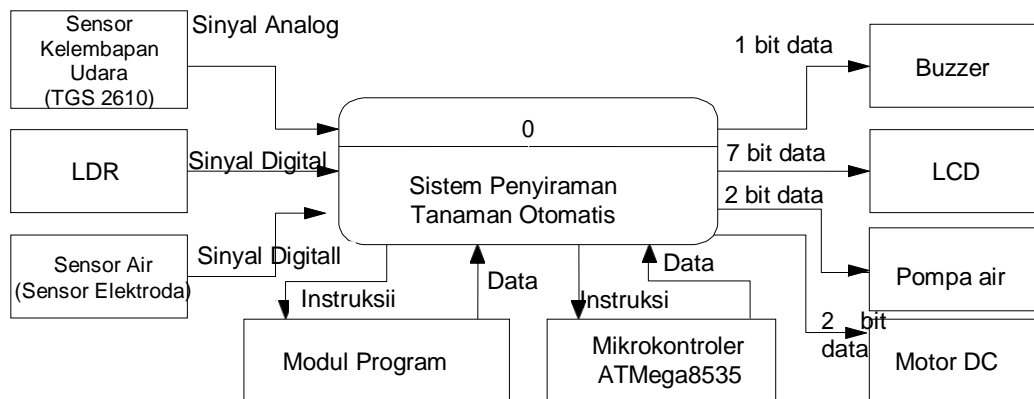 Sensor
Kelembapan
Udara
(TGS 2610)
Sinyal Analog
LDR
Sinyal Digital
Sensor Air
(Sensor Elektroda)
Sinyal Digitall
0
Sistem Penyiraman
Tanaman Otomatis
Instruksii
Data
Instruksi
Data
Modul Program
Mikrokontroler
ATMega8535
1 bit data
Buzzer
7 bit data
LCD
2 bit data
Pompa air
2 bit
data
Motor DC